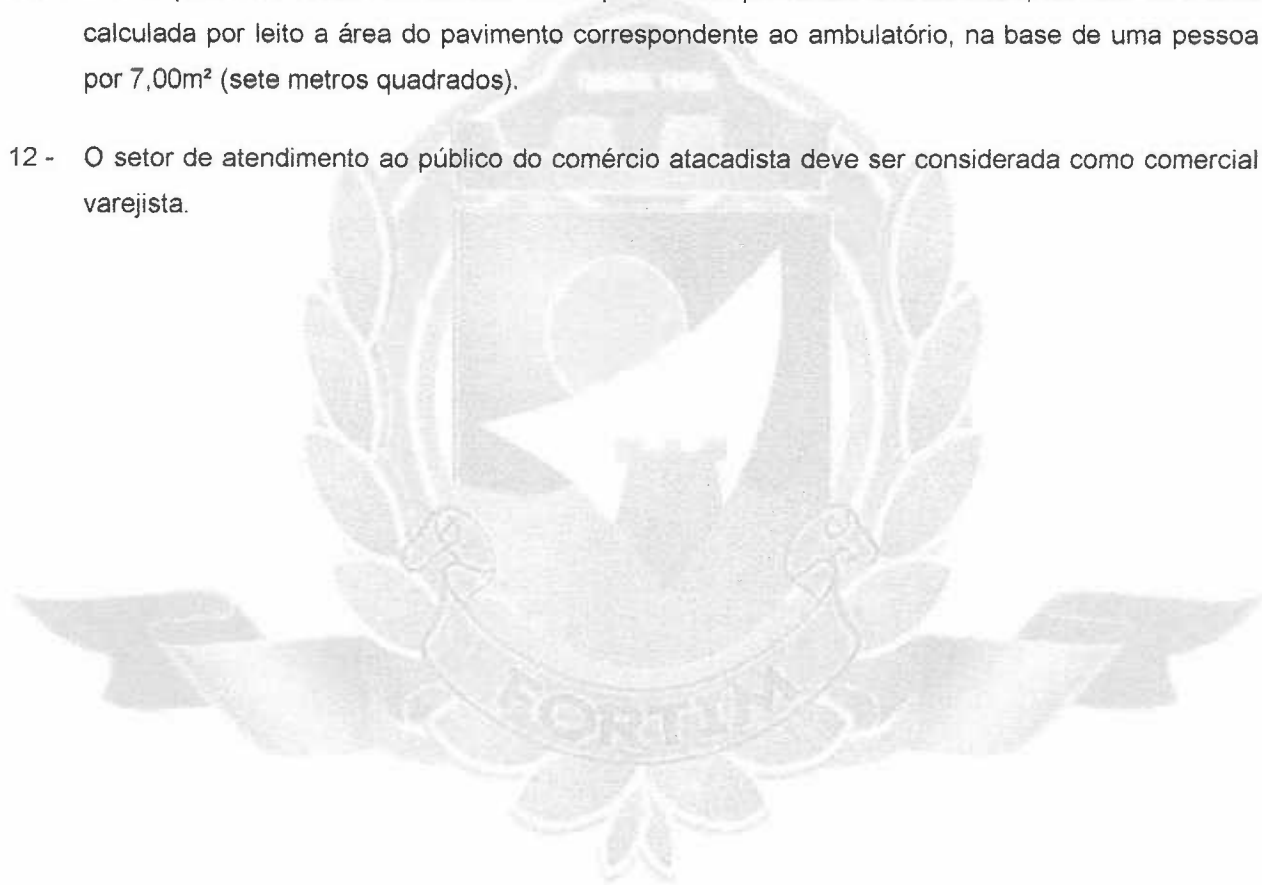 calculada por leito a área do pavimento correspondente ao ambulatório, na base de uma pessoa
por 7,00m² (sete metros quadrados).
12 - O setor de atendimento ao público do comércio atacadista deve ser considerada como comercial
varejista.
FORTIM